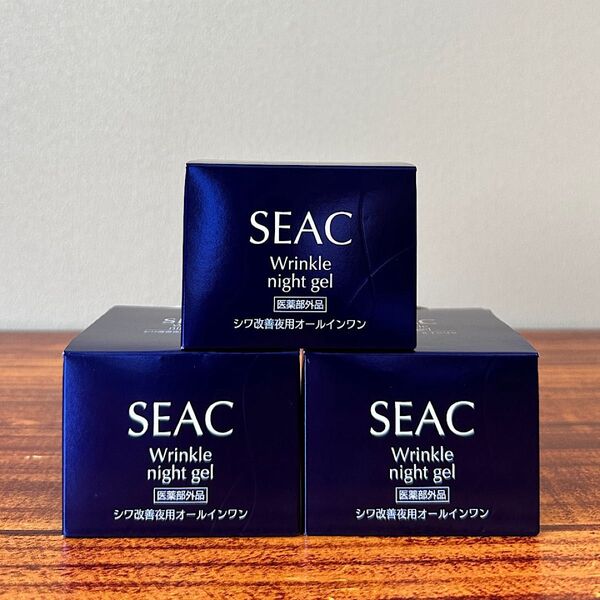 SEAC
Wrinkle
night gel
医薬部外品
シワ改善夜用オールインワン
SEAC
Wrinkle
night gel
医薬部外品
シワ改善夜用オールインワン
SEAC
Wrinkle
night gel
医薬部外品
シワ改善夜用オールインワン